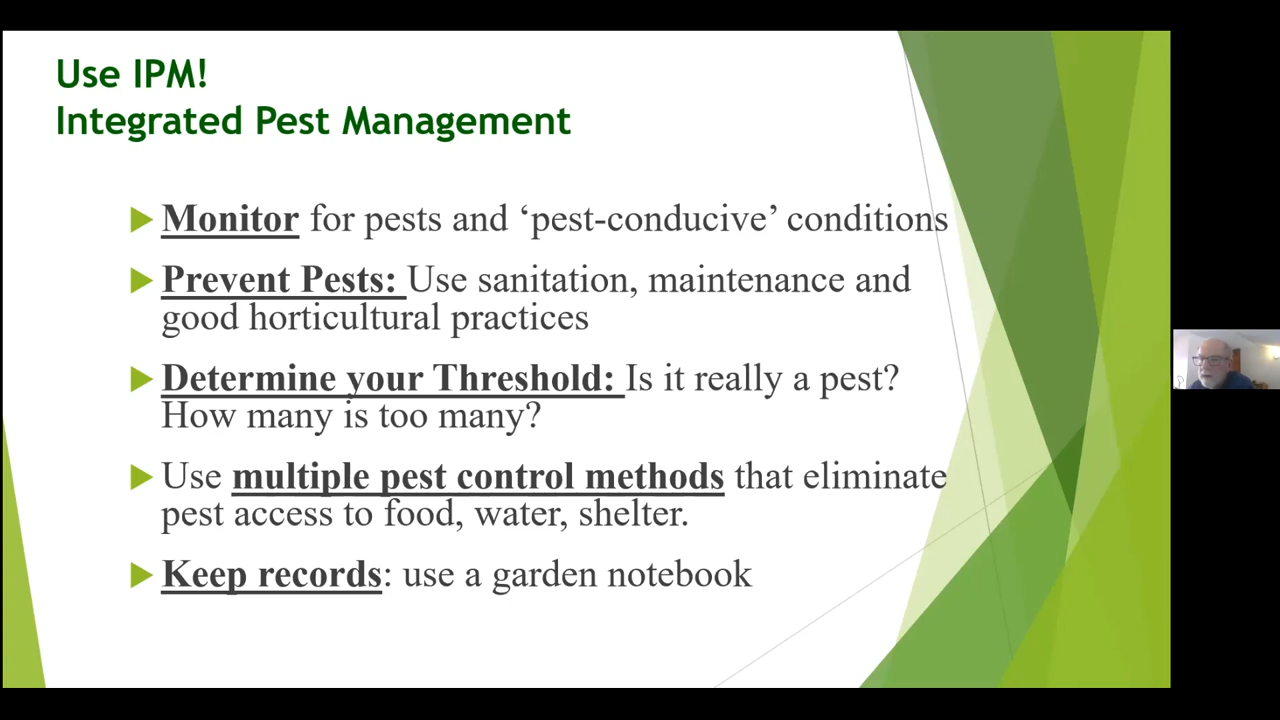 Use IPM!
Integrated Pest Management
Monitor for pests and ‘pest-conducive’ conditions
Prevent Pests: Use sanitation, maintenance and
good horticultural practices
Determine your Threshold: Is it really a pest?
How many is too many?
Use multiple pest control methods that eliminate
pest access to food, water, shelter.
Keep records: use a garden notebook